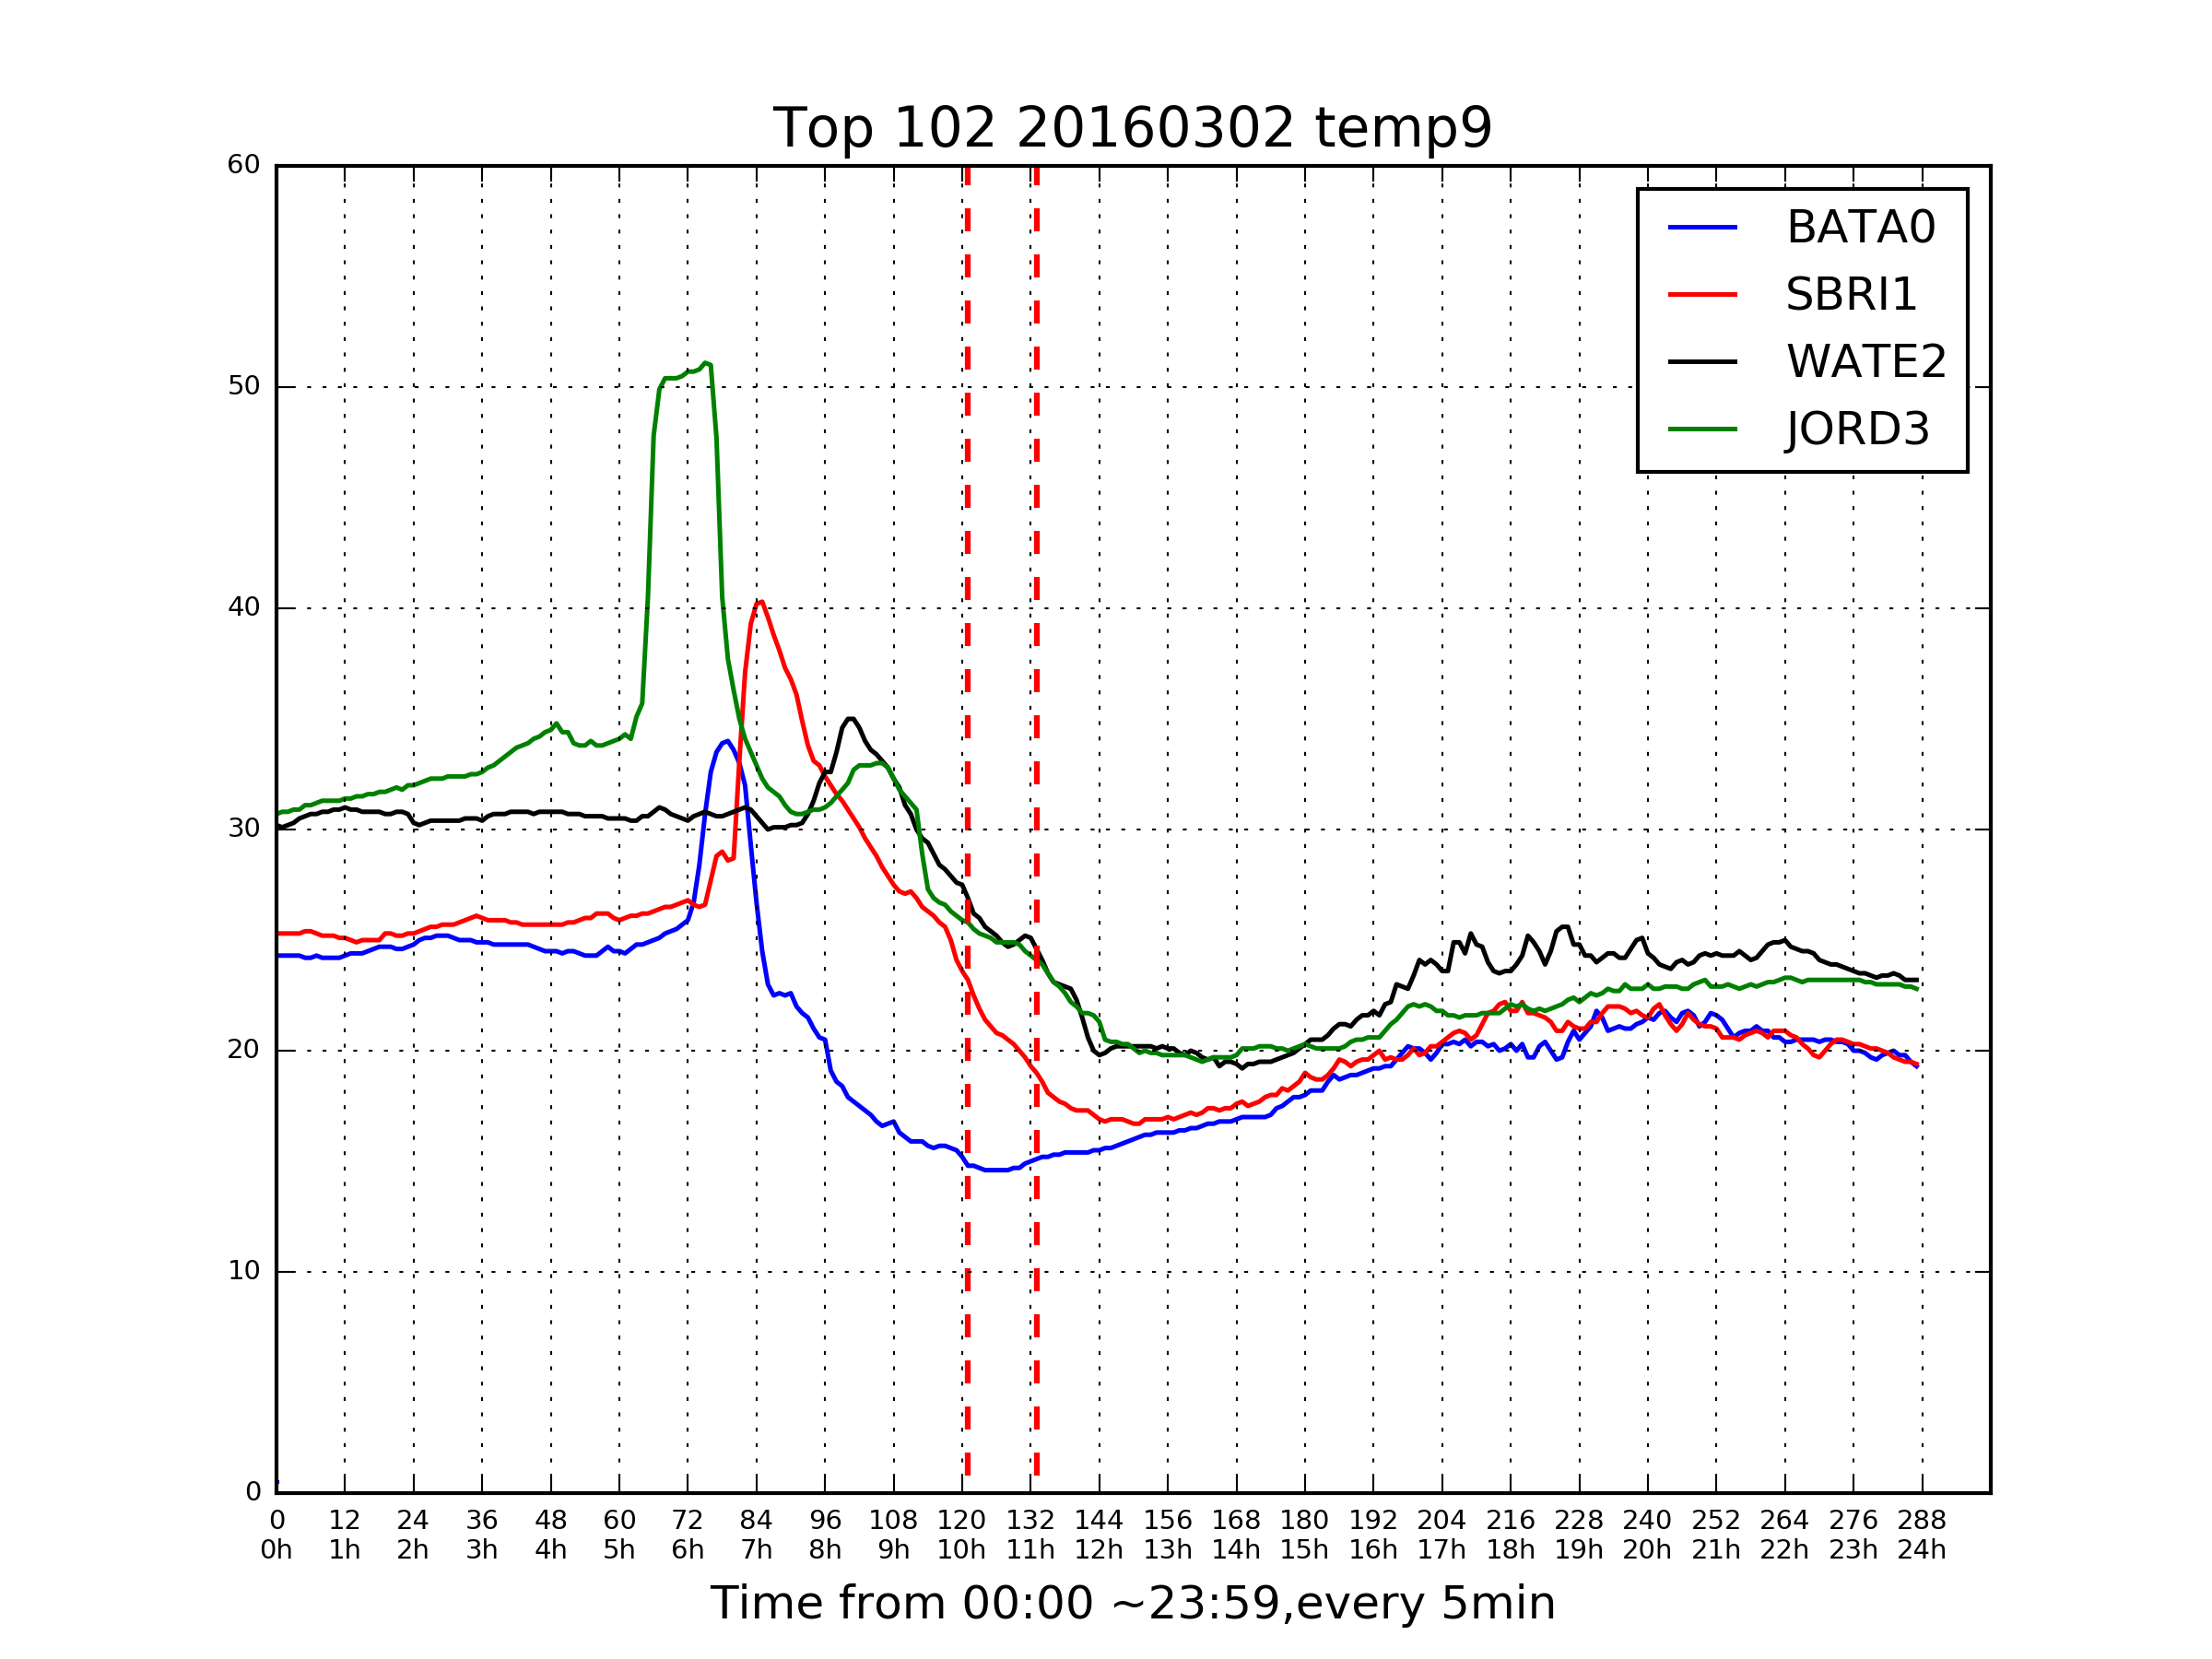 Top 102 20160302 temp9
60
50
40
30
20
10
0
BATA0
SBRI1
WATE2
JORD3
0 12 24 36 48 60 72 84 96 108 120 132 144 156 168 180 192 204 216 228 240 252 264 276 288
0h 1h 2h 3h 4h 5h 6h 7h 8h 9h 10h 11h 12h 13h 14h 15h 16h 17h 18h 19h 20h 21h 22h 23h 24h
Time from 00:00 ~23:59,every 5min